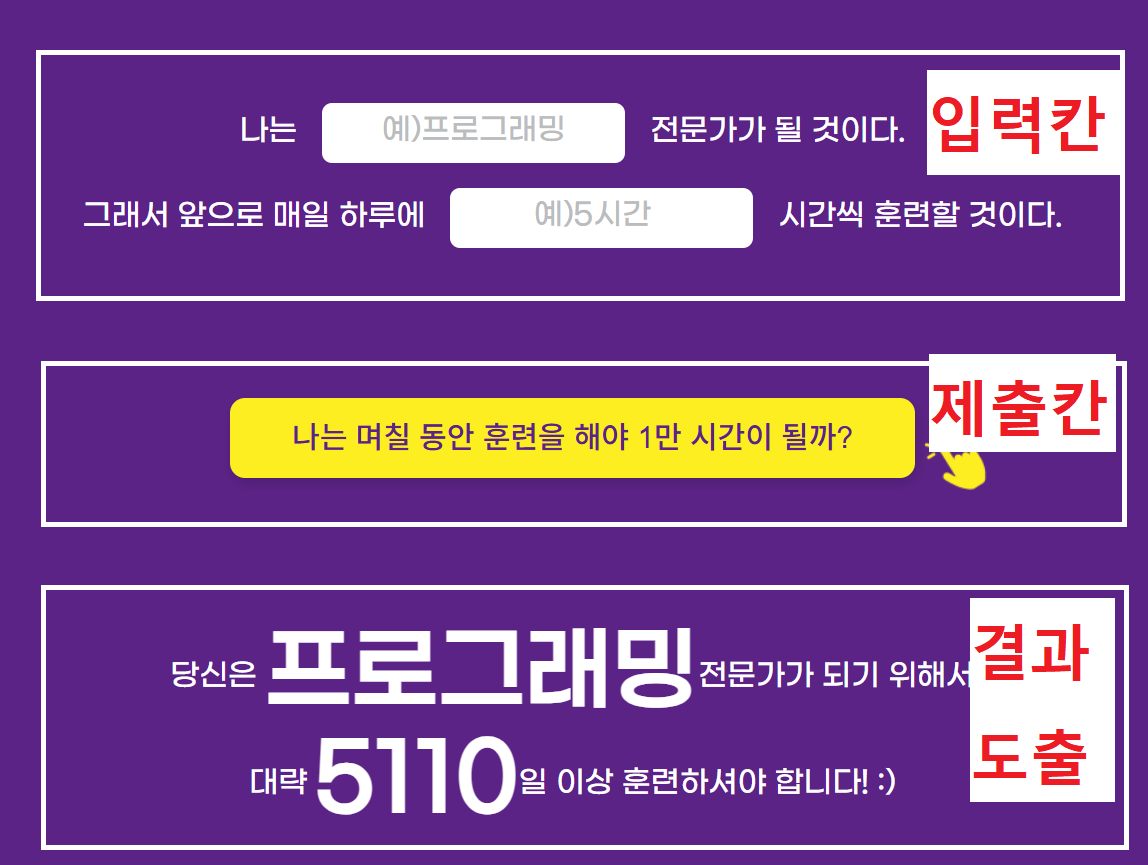 나는 예)프로그래밍 전문가가 될 것이다. 입력칸
그래서 앞으로 매일 하루에 예)5시간 시간씩 훈련할 것이다.
제출칸
나는 며칠 동안 훈련을 해야 1만 시간이 될까?
당신은 프로그래밍 전문가가 되기 위해서 결과
대략 5110일 이상 훈련하셔야 합니다! :) 도출